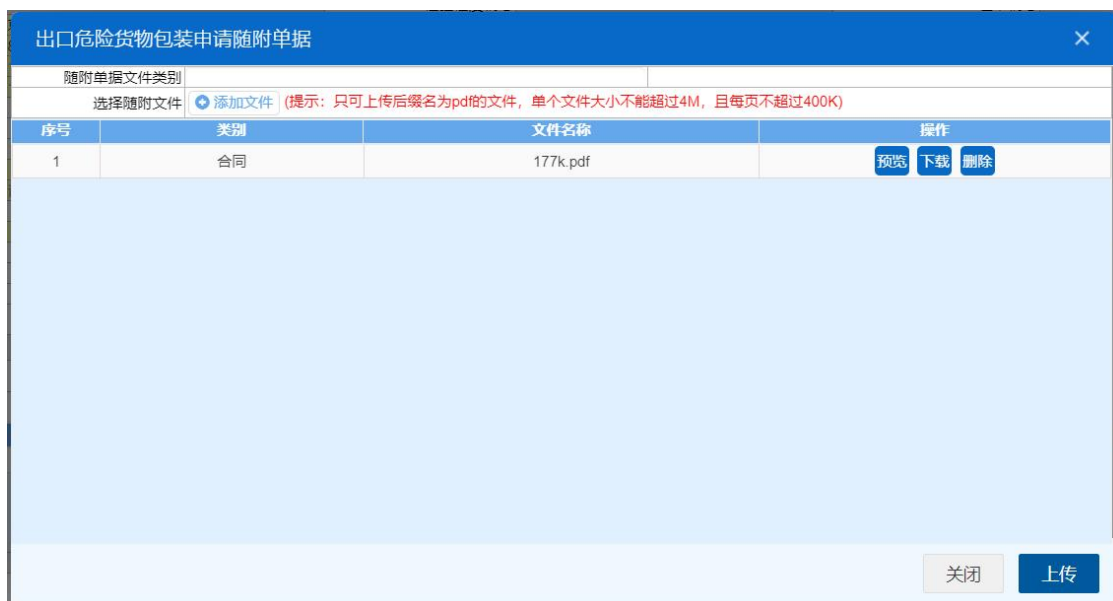 出口危险货物包装申请随附单据
随附单据文件类别
选择随附文件 添加文件 (提示：只可上传后缀名为pdf的文件，单个文件大小不能超过4M，且每页不超过400K)
序号 类别 文件名称 操作
1 合同 177k.pdf 预览 下载 删除
关闭 上传